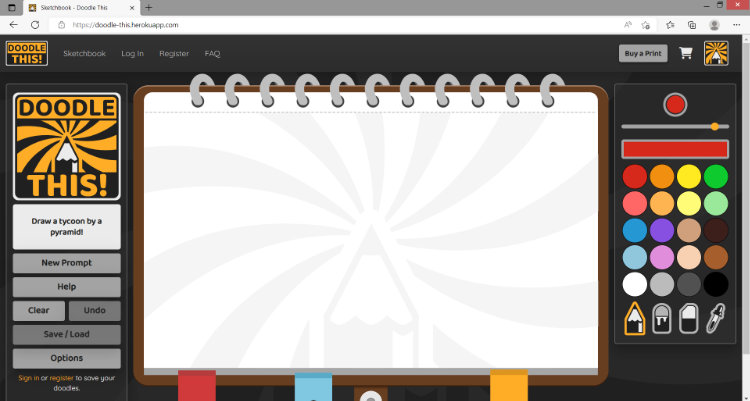 Sketchbook - Doodle This
https://doodle-this.herokuapp.com
DOODLE
THIS!
Sketchbook
Log In
Register
FAQ
Buy a Print
DOODLE
THIS!
Draw a tycoon by a
pyramid!
New Prompt
Help
Clear
Undo
Save / Load
Options
Sign in or register to save your
doodles.